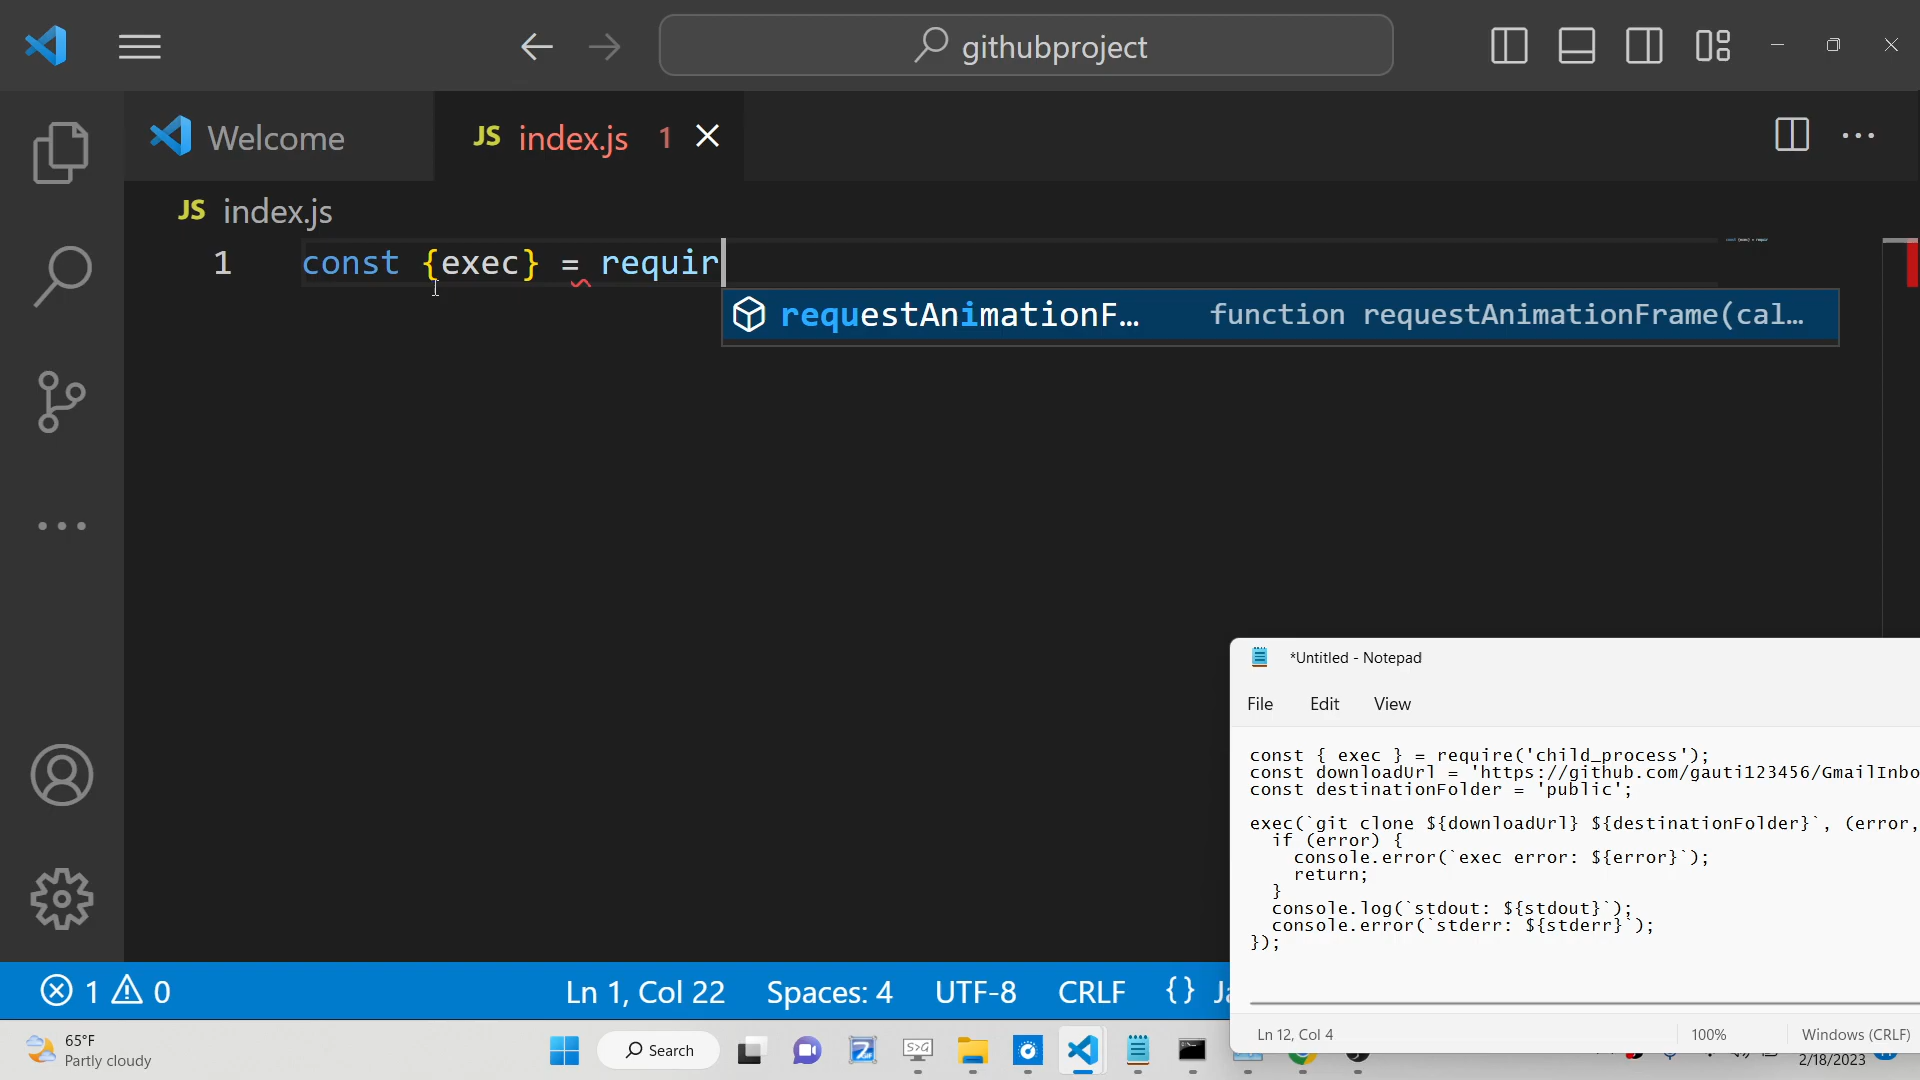 githubproject
Welcome
JS index.js 1
JS index.js
1 const {exec} = requir
requestAnimationF... function requestAnimationFrame(cal...
*Untitled - Notepad
File Edit View
const { exec } = require('child_process');
const downloadUrl = 'https://github.com/gauti123456/GmailInbo
const destinationFolder = 'public';
exec(`git clone ${downloadUrl} ${destinationFolder}`, (error,
if (error) {
console.error(`exec error: ${error}`);
return;
}
console.log(`stdout: ${stdout}`);
console.error(`stderr: ${stderr}`);
});
Ln 12, Col 4 100% Windows (CRLF)
1 0 Ln 1, Col 22 Spaces: 4 UTF-8 CRLF {}
65°F
Partly cloudy
Search
2/18/2023